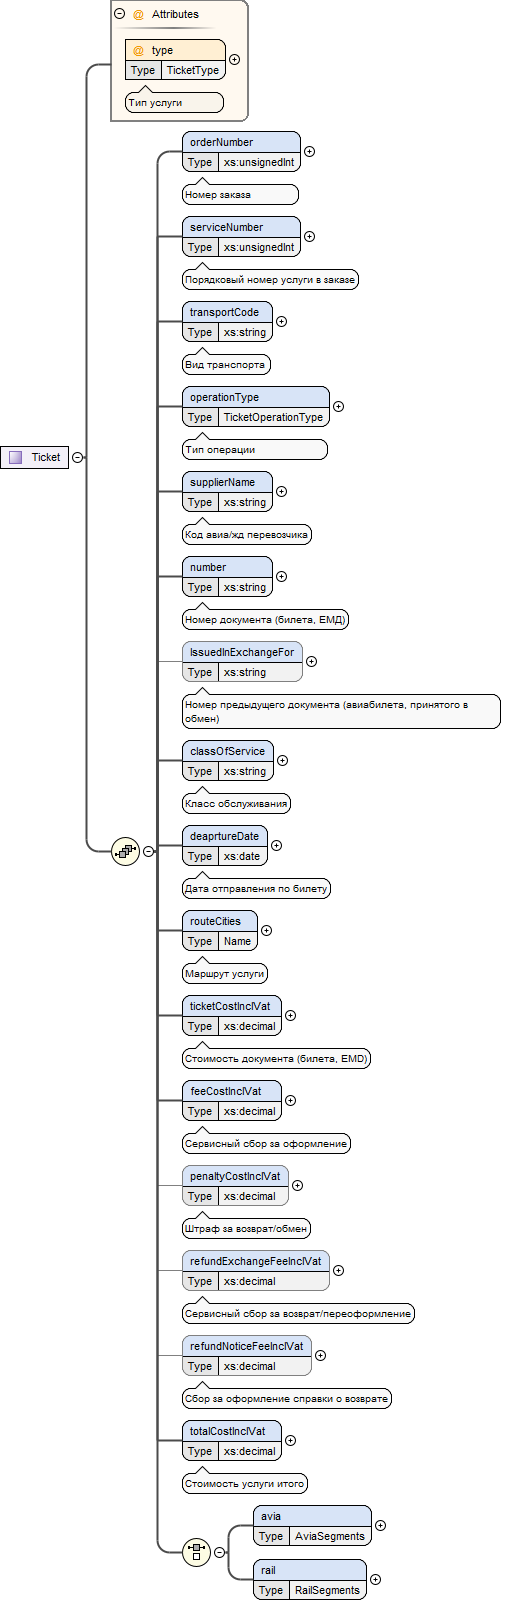 @ Attributes
@ type
Type TicketType
Тип услуги
orderNumber
Type xs:unsignedInt
Номер заказа
serviceNumber
Type xs:unsignedInt
Порядковый номер услуги в заказе
transportCode
Type xs:string
Вид транспорта
operationType
Type TicketOperationType
Тип операции
Ticket
supplierName
Type xs:string
Код авиа/жд перевозчика
number
Type xs:string
Номер документа (билета, ЕМД)
IssuedInExchangeFor
Type xs:string
Номер предыдущего документа (авиабилета, принятого в
обмен)
classOfService
Type xs:string
Класс обслуживания
deaprtureDate
Type xs:date
Дата отправления по билету
routeCities
Type Name
Маршрут услуги
ticketCostInclVat
Type xs:decimal
Стоимость документа (билета, EMD)
feeCostInclVat
Type xs:decimal
Сервисный сбор за оформление
penaltyCostInclVat
Type xs:decimal
Штраф за возврат/обмен
refundExchangeFeeInclVat
Type xs:decimal
Сервисный сбор за возврат/переоформление
refundNoticeFeeInclVat
Type xs:decimal
Сбор за оформление справки о возврате
totalCostInclVat
Type xs:decimal
Стоимость услуги итого
avia
Type AviaSegments
rail
Type RailSegments